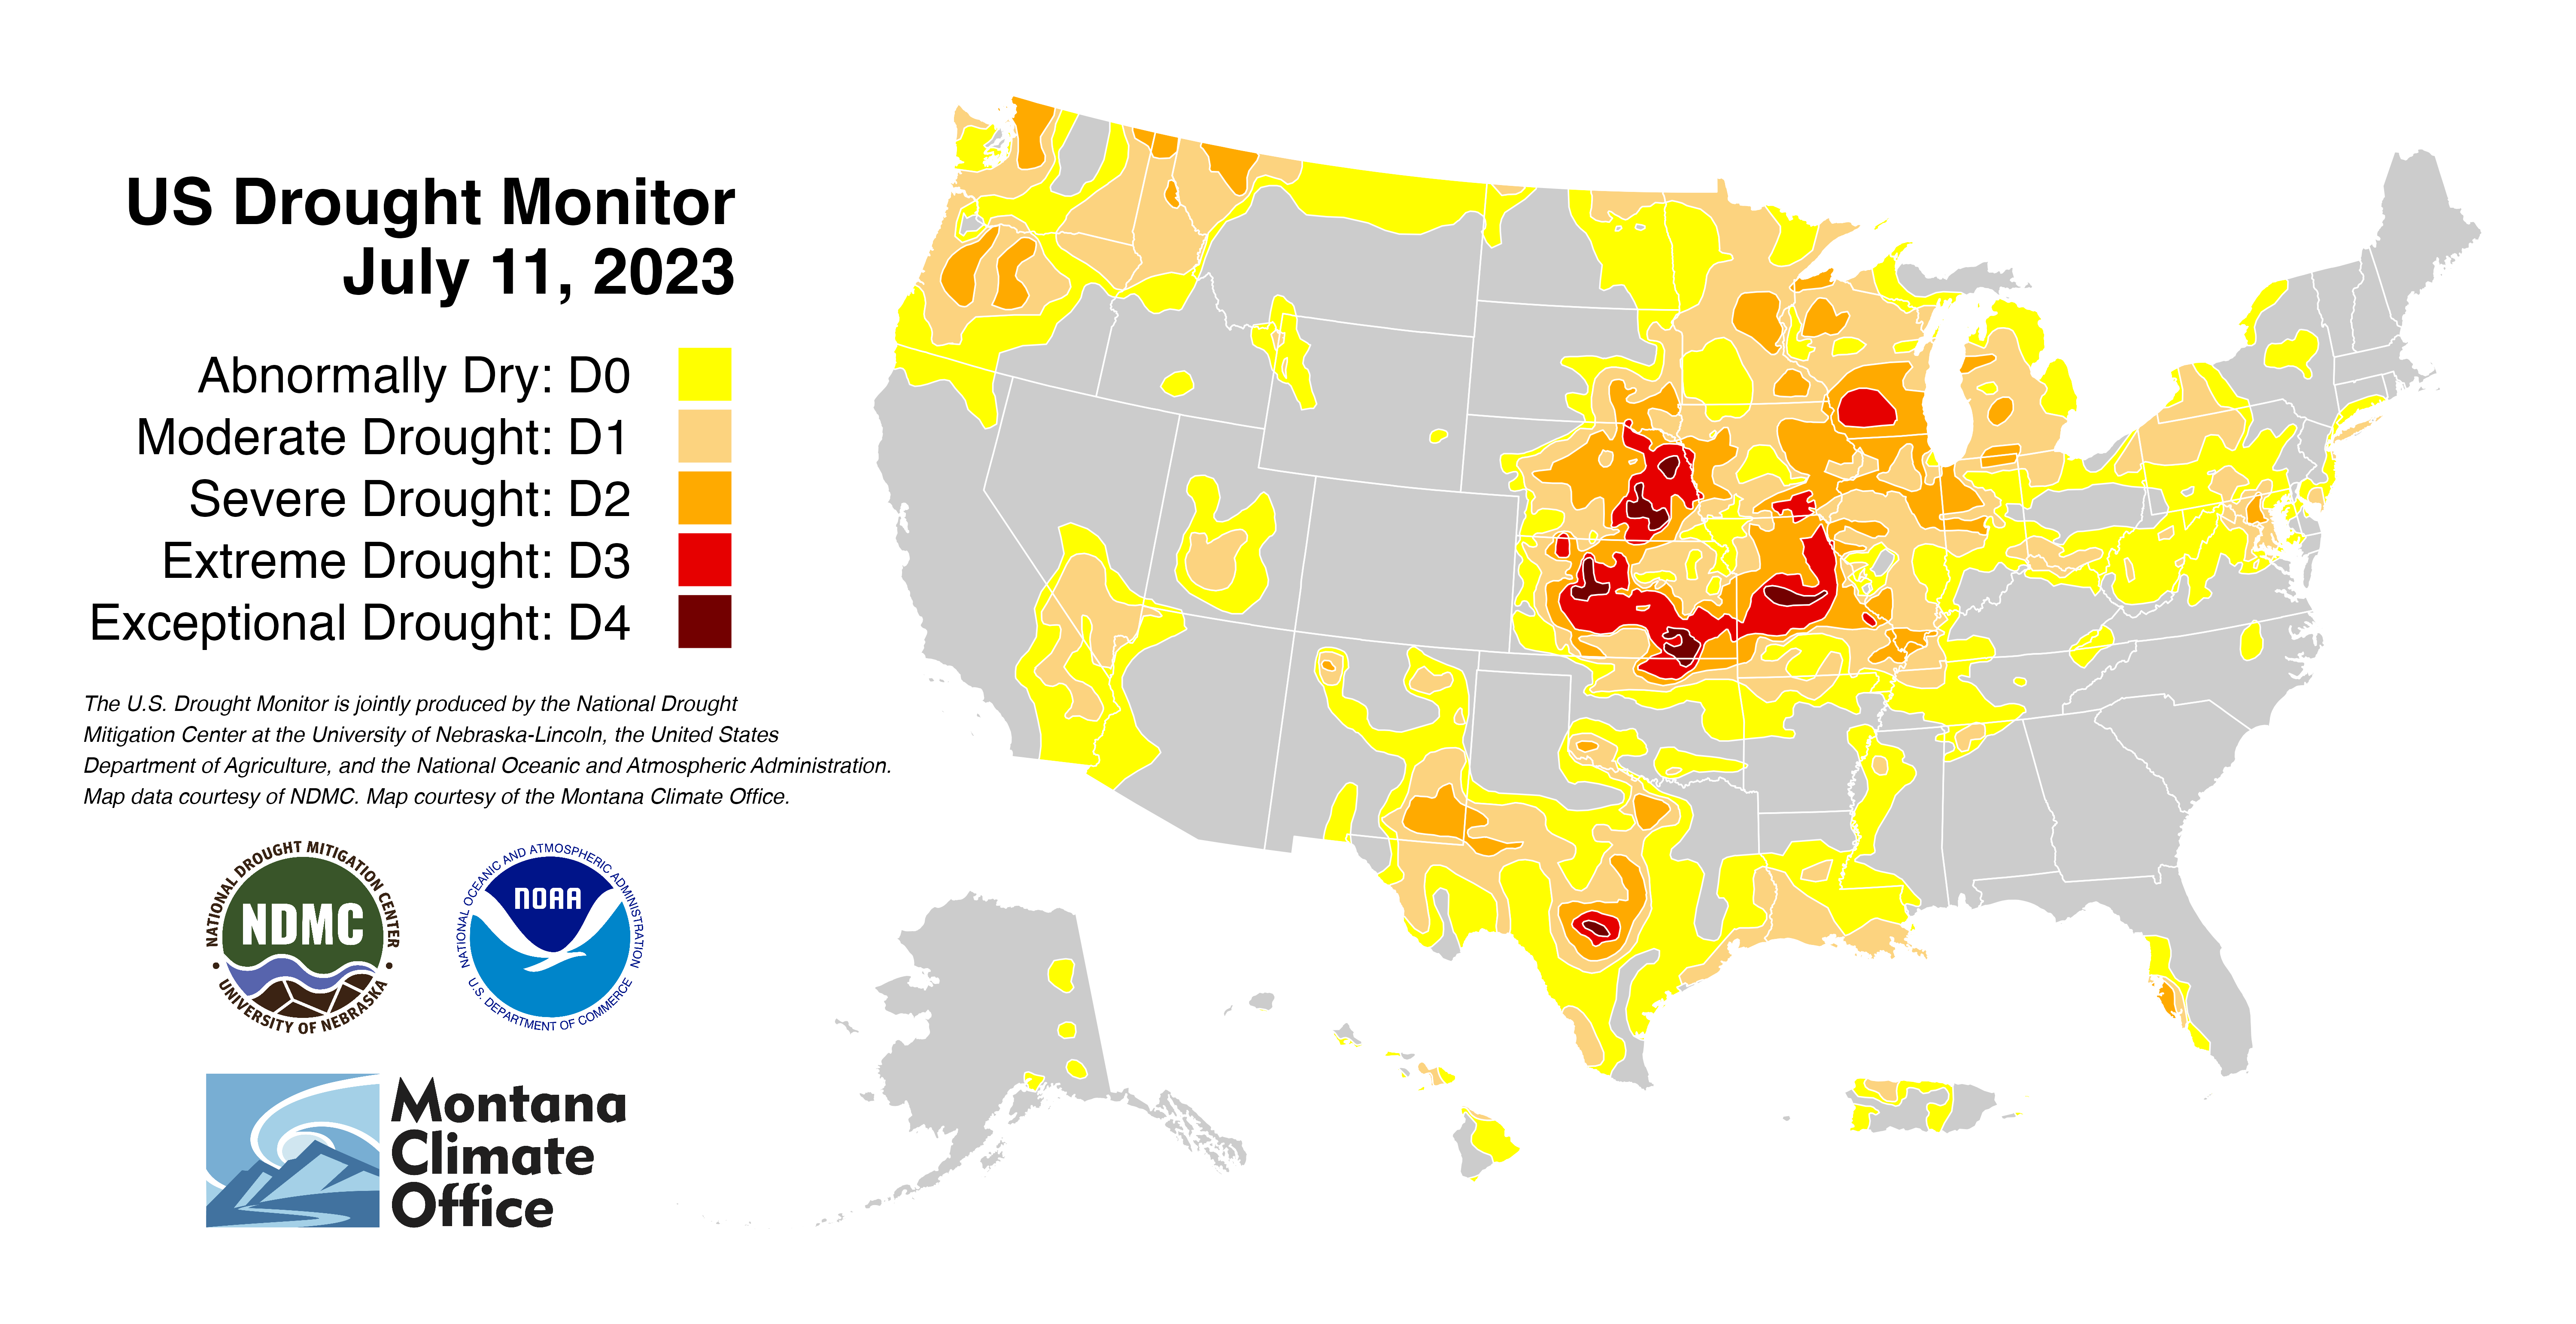 US Drought Monitor
July 11, 2023
Abnormally Dry: D0
Moderate Drought: D1
Severe Drought: D2
Extreme Drought: D3
Exceptional Drought: D4
The U.S. Drought Monitor is jointly produced by the National Drought
Mitigation Center at the University of Nebraska-Lincoln, the United States
Department of Agriculture, and the National Oceanic and Atmospheric Administration.
Map data courtesy of NDMC. Map courtesy of the Montana Climate Office.
NATIONAL DROUGHT MITIGATION CENTER
NDMC
• UNIVERSITY OF NEBRASKA •
NATIONAL OCEANIC AND ATMOSPHERIC ADMINISTRATION
NOAA
U.S. DEPARTMENT OF COMMERCE
Montana
Climate
Office